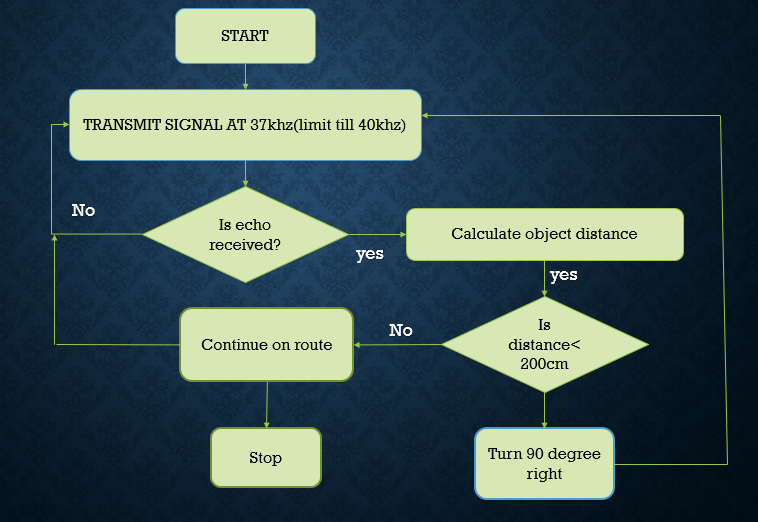 START
TRANSMIT SIGNAL AT 37khz(limit till 40khz)
No
Is echo
received?
yes
Calculate object distance
yes
Is
distance<
200cm
No
Continue on route
Stop
Turn 90 degree
right